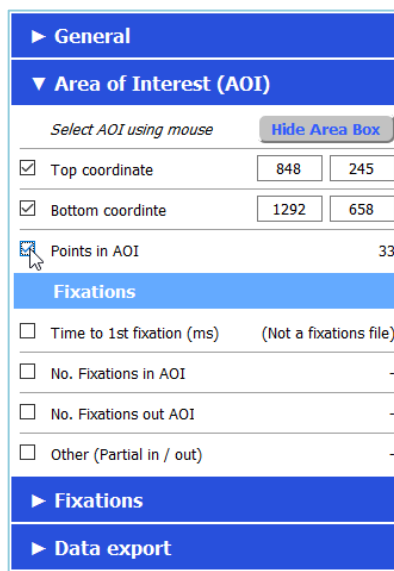 ► General
▼ Area of Interest (AOI)
Select AOI using mouse Hide Area Box
Top coordinate 848 245
Bottom coordinte 1292 658
Points in AOI 33
Fixations
Time to 1st fixation (ms) (Not a fixations file)
No. Fixations in AOI -
No. Fixations out AOI -
Other (Partial in / out) -
► Fixations
► Data export